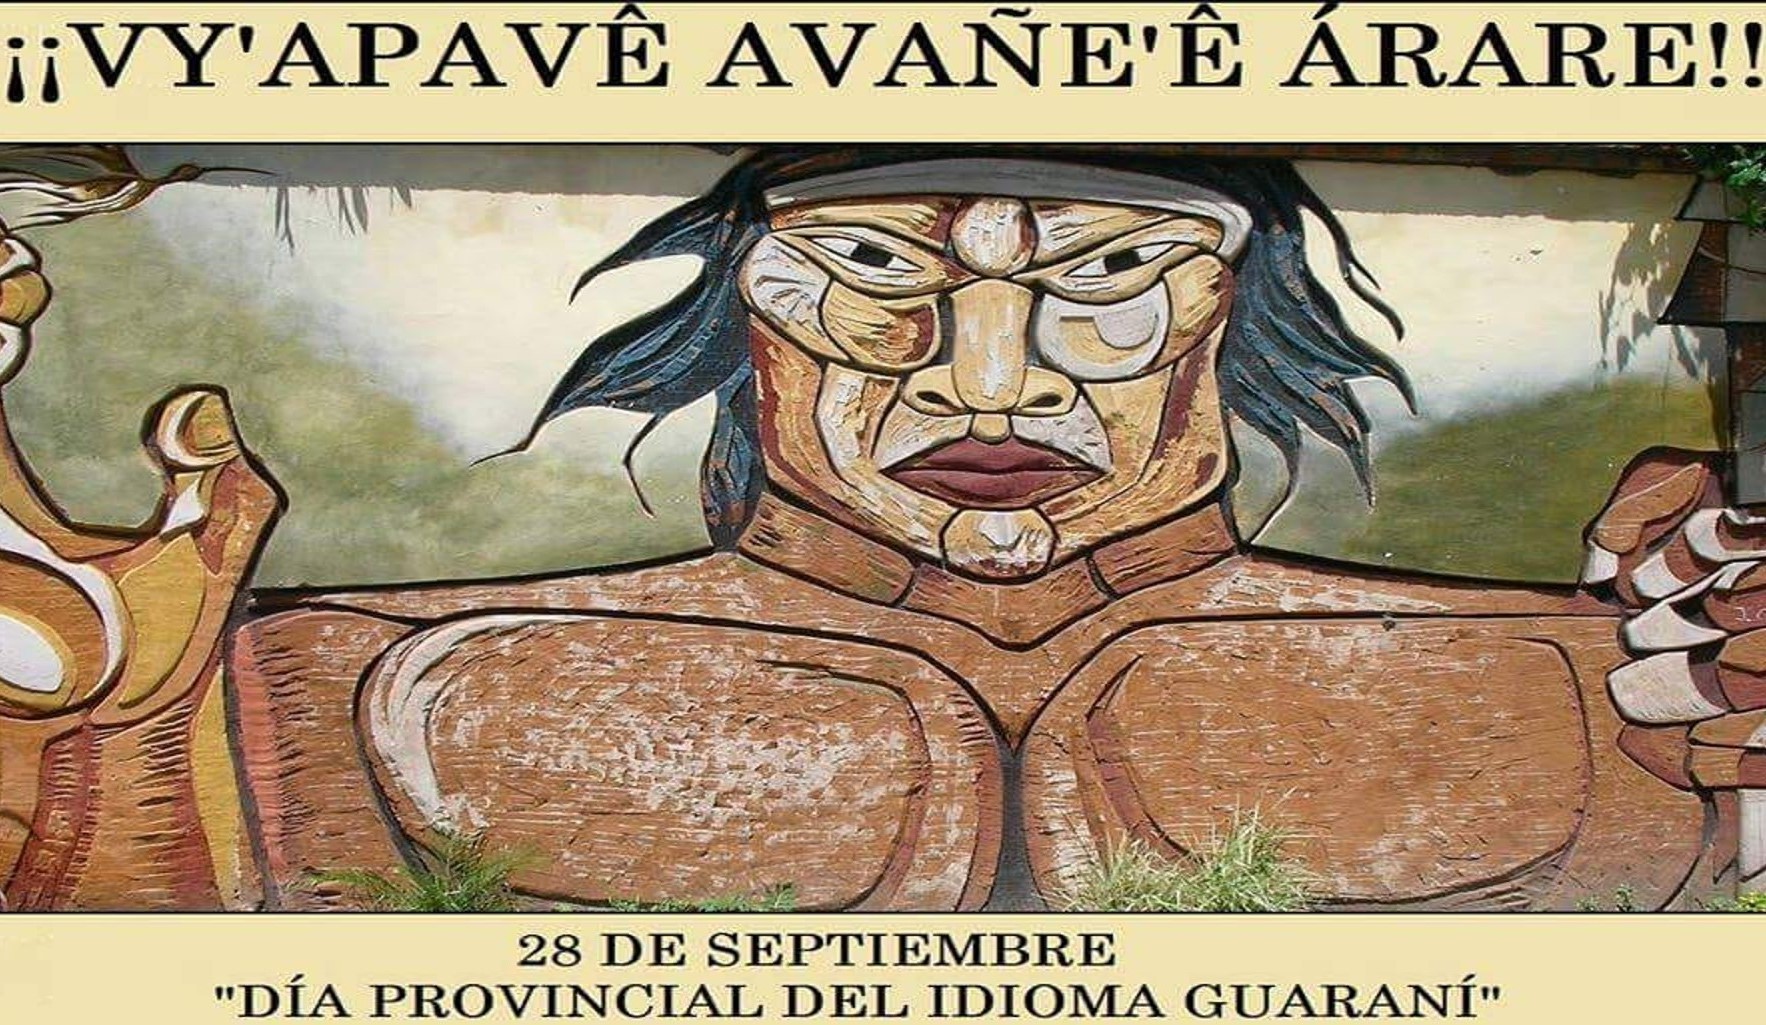 ¡¡VY'APAVÊ AVAÑE'Ê ÁRARE!!
28 DE SEPTIEMBRE
"DÍA PROVINCIAL DEL IDIOMA GUARANÍ"